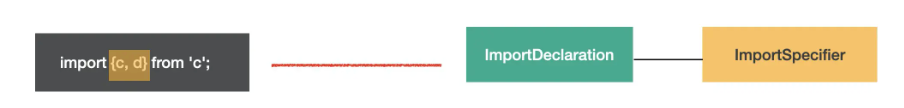 import {c, d} from 'c';
ImportDeclaration
ImportSpecifier